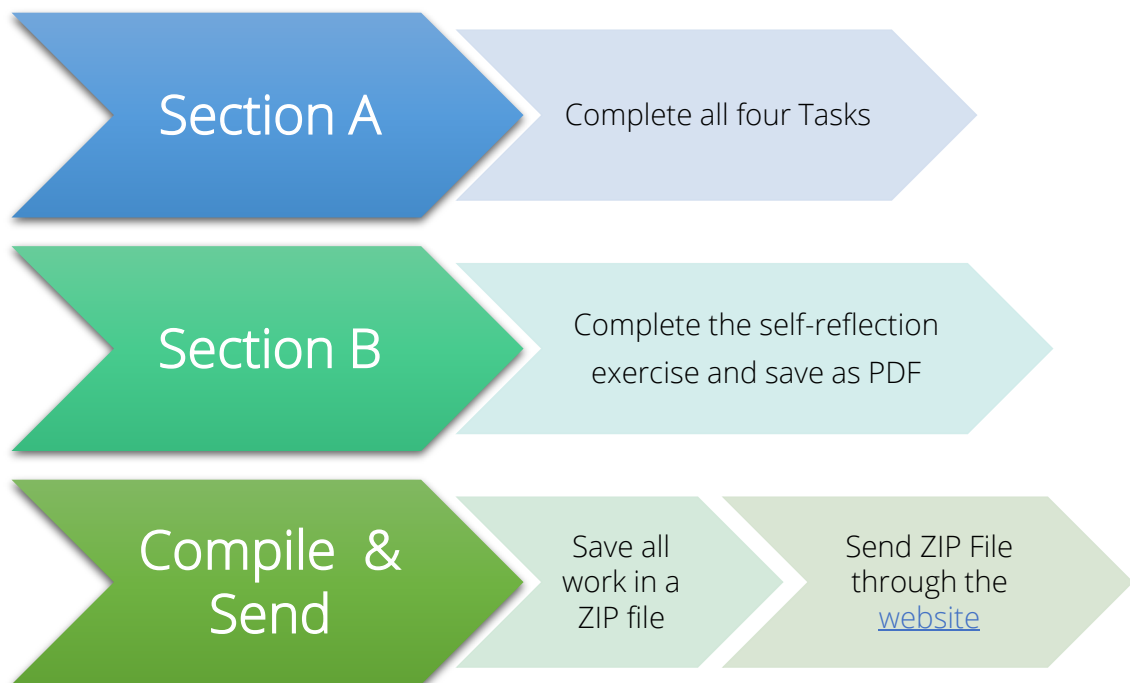 Section A
Complete all four Tasks
Section B
Complete the self-reflection
exercise and save as PDF
Compile &
Send
Save all
work in a
ZIP file
Send ZIP File
through the
website